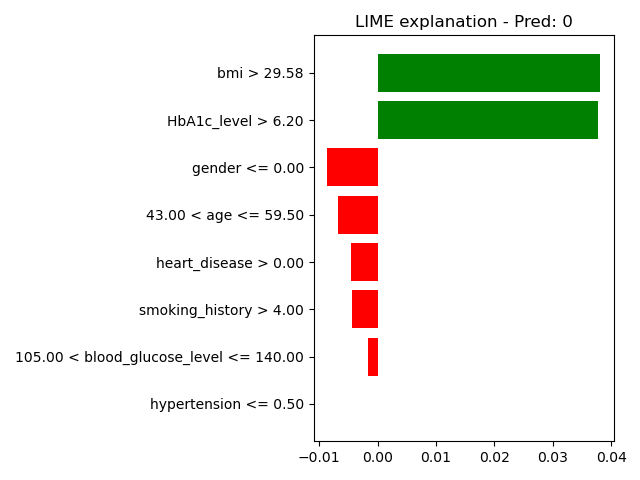 LIME explanation - Pred: 0
bmi > 29.58
HbA1c_level > 6.20
gender <= 0.00
43.00 < age <= 59.50
heart_disease > 0.00
smoking_history > 4.00
105.00 < blood_glucose_level <= 140.00
hypertension <= 0.50
−0.01 0.00 0.01 0.02 0.03 0.04